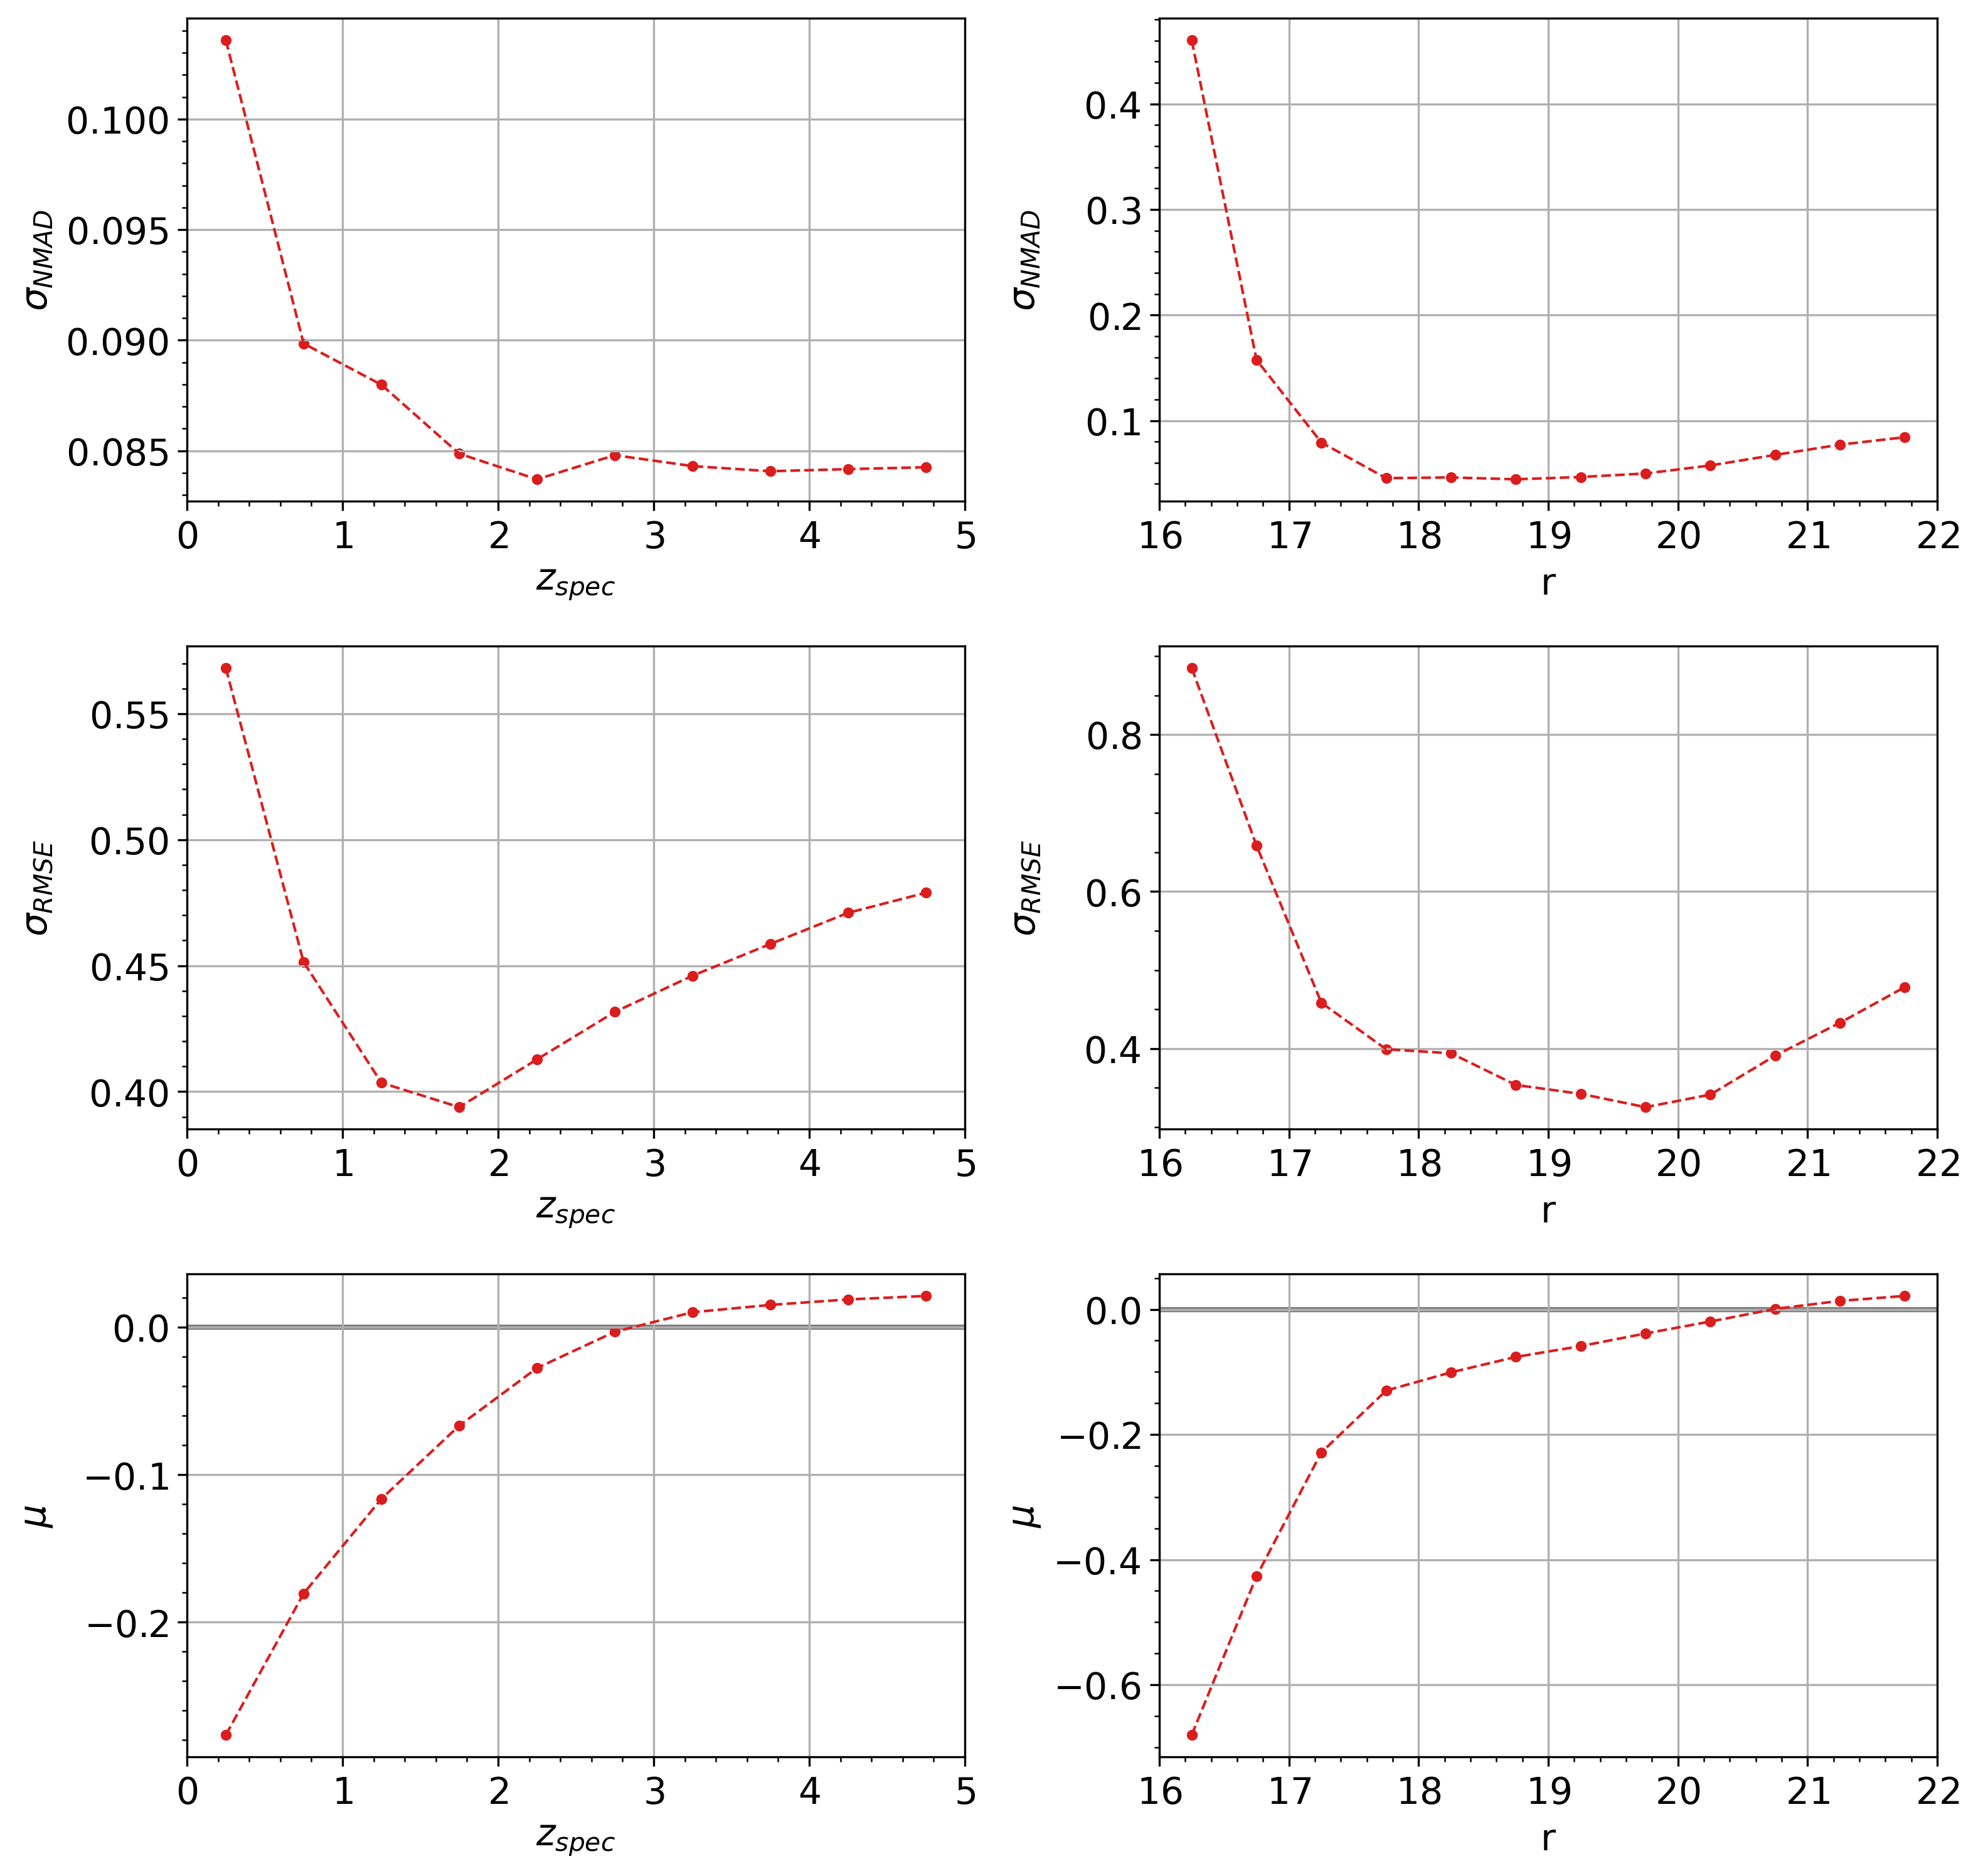 0.100
0.095
0.090
0.085
σNMAD
0 1 2 3 4 5
zspec
0.4
0.3
0.2
0.1
σNMAD
16 17 18 19 20 21 22
r
0.55
0.50
0.45
0.40
σRMSE
0 1 2 3 4 5
zspec
0.8
0.6
0.4
σRMSE
16 17 18 19 20 21 22
r
0.0
−0.1
−0.2
μ
0 1 2 3 4 5
zspec
0.0
−0.2
−0.4
−0.6
μ
16 17 18 19 20 21 22
r